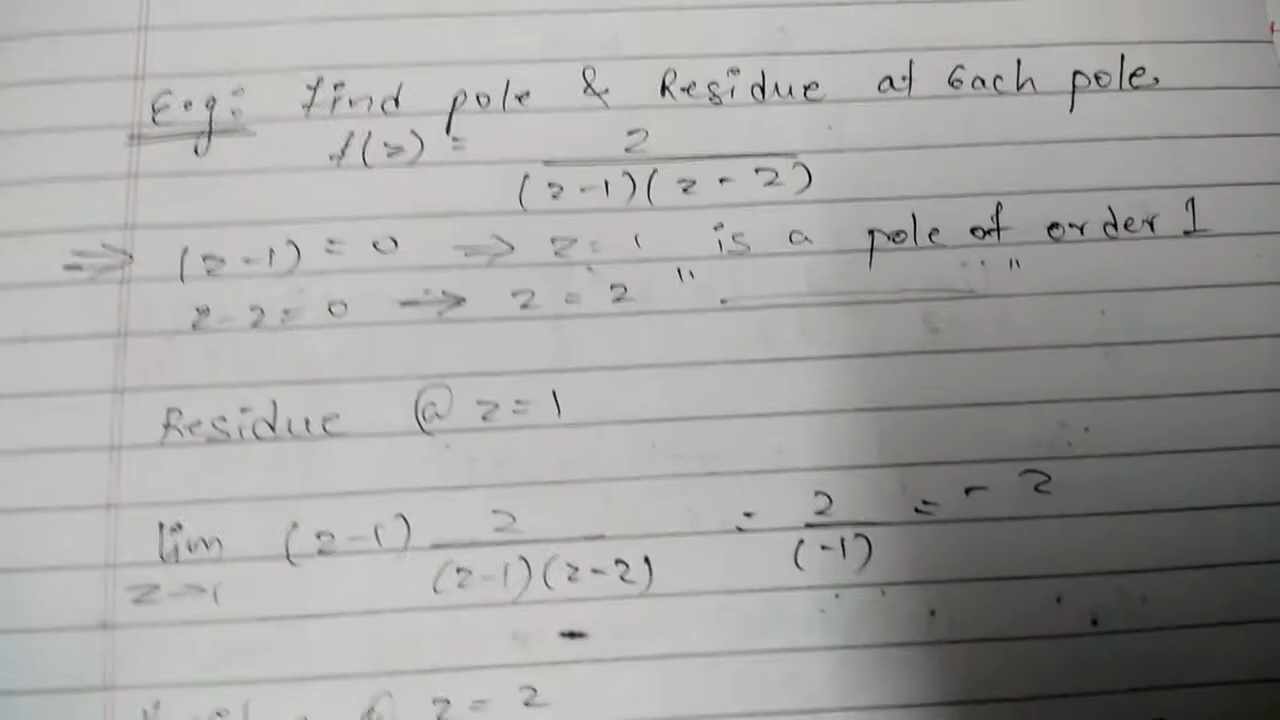 E.g: find pole & Residue at Each pole.
f(z) = 2 / (z-1)(z-2)
⇒ (z-1) = 0 → z = 1 is a pole of order 1
z-2 = 0 → z = 2 " ———— "
Residue @ z=1
lim z→1 (z-1) 2 / (z-1)(z-2) = 2 / (-1) = -2
@ z = 2